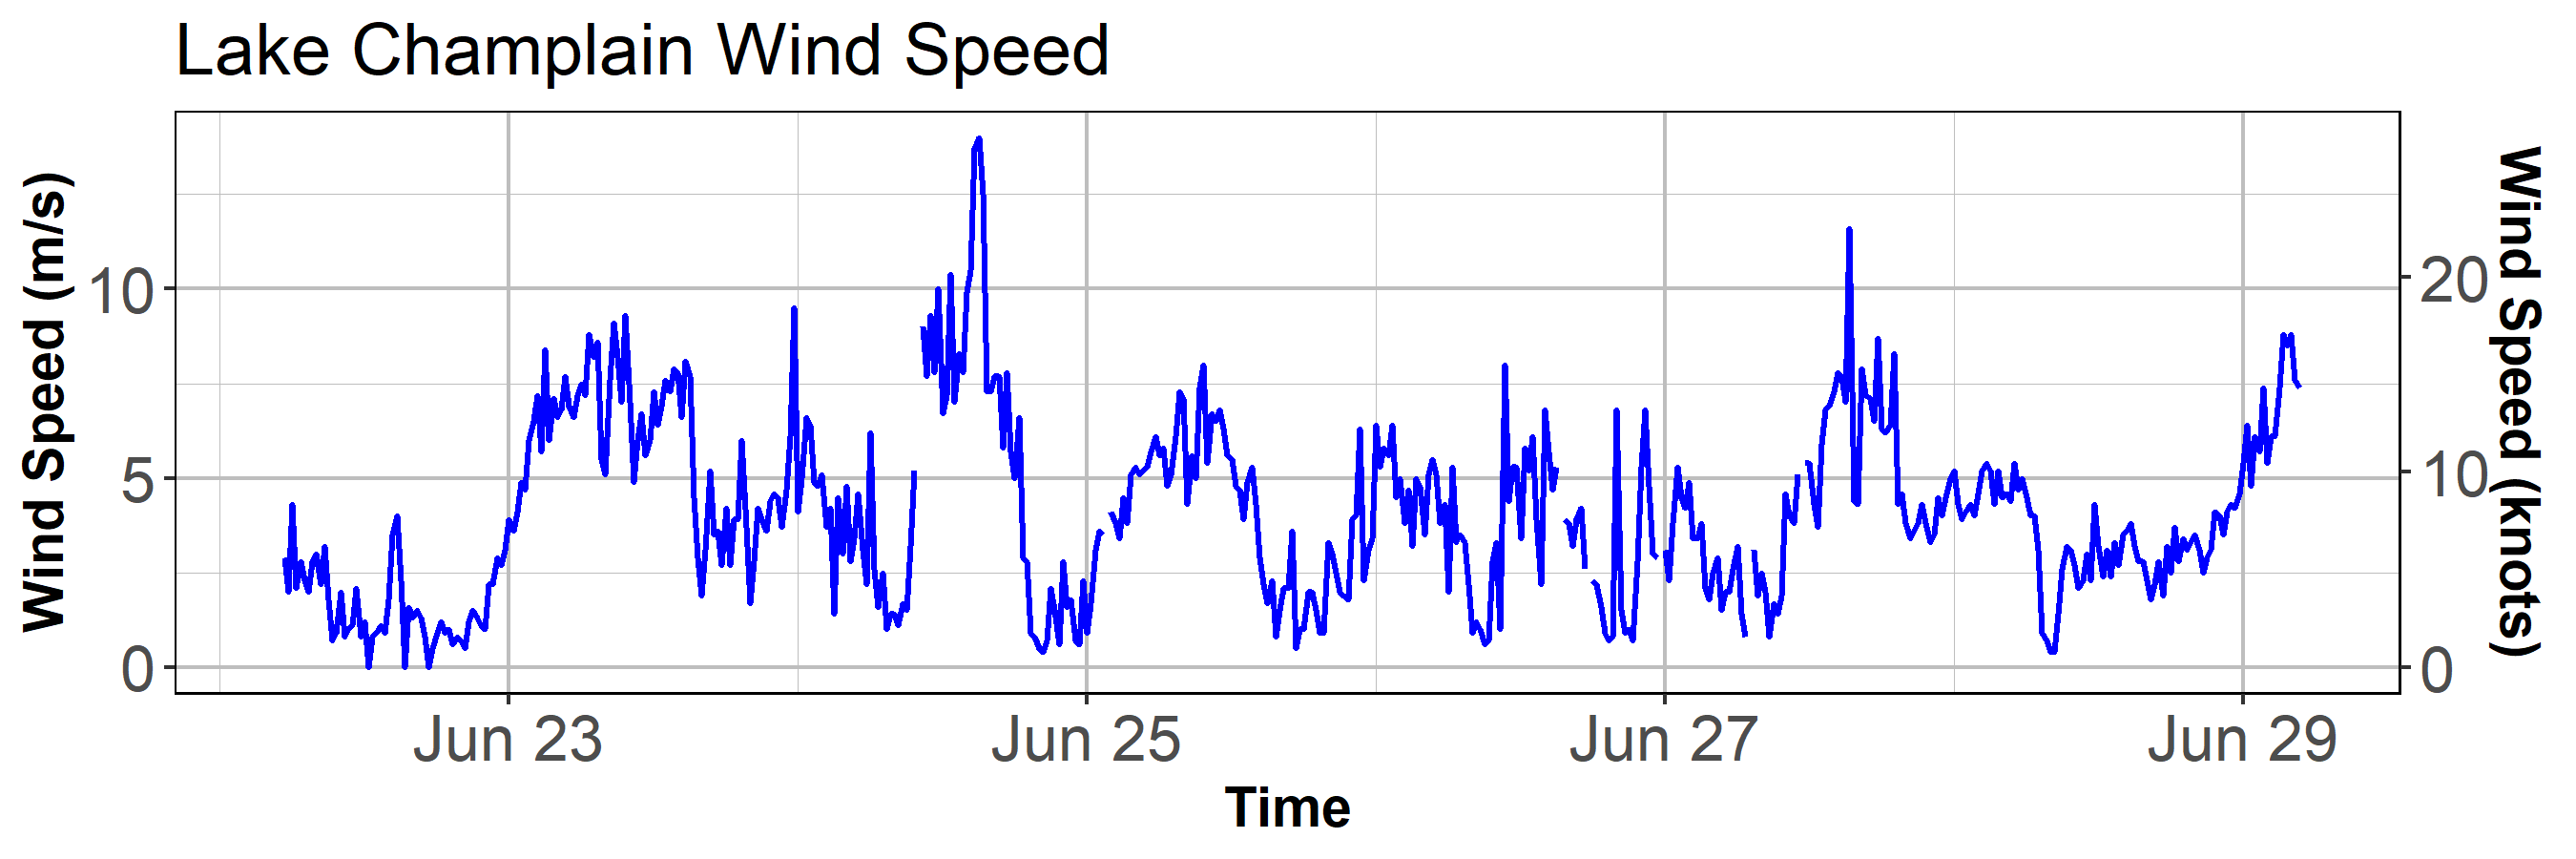 Lake Champlain Wind Speed
Wind Speed (m/s)
10
5
0
20
10
0
Wind Speed (knots)
Jun 23
Jun 25
Jun 27
Jun 29
Time